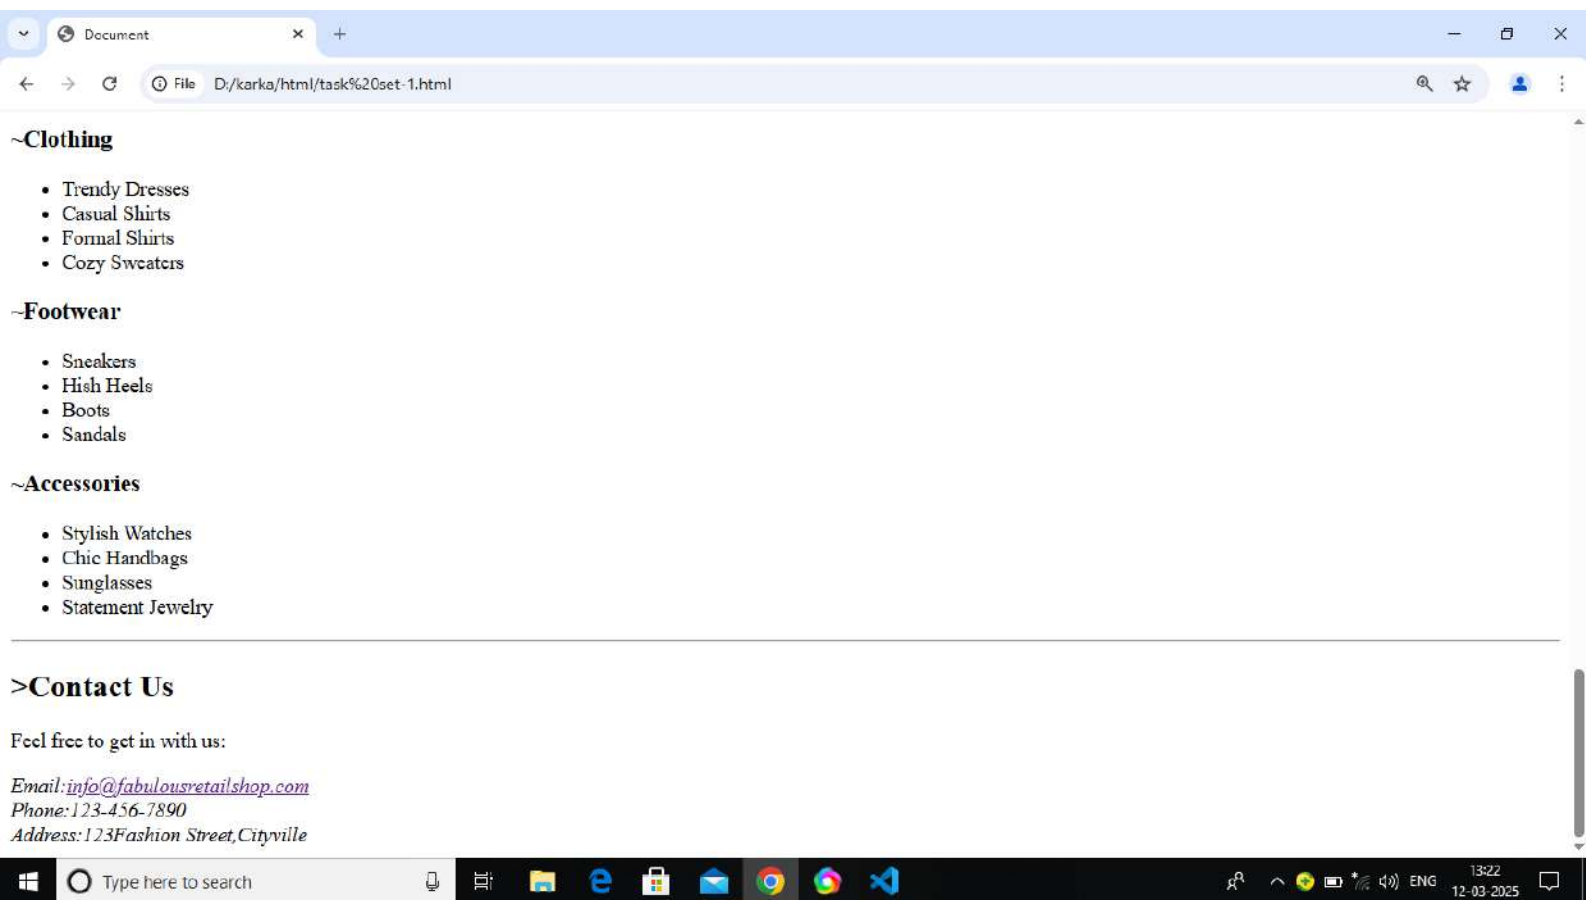 Document
File D:/karka/html/task%20set-1.html
~Clothing
Trendy Dresses
Casual Shirts
Formal Shirts
Cozy Sweaters
~Footwear
Sneakers
Hish Heels
Boots
Sandals
~Accessories
Stylish Watches
Chic Handbags
Sunglasses
Statement Jewelry
>Contact Us
Feel free to get in with us:
Email:info@fabulousretailshop.com
Phone:123-456-7890
Address:123Fashion Street,Cityville
Type here to search
ENG
13:22
12-03-2025